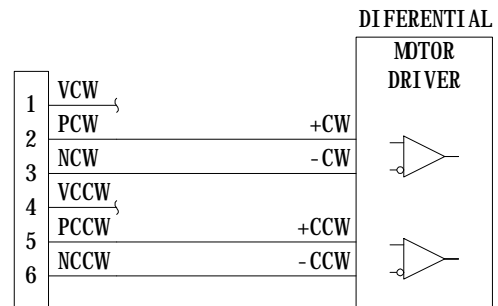 DIFERENTIAL
MOTOR
DRIVER
1 VCW
2 PCW +CW
3 NCW -CW
4 VCCW
5 PCCW +CCW
6 NCCW -CCW